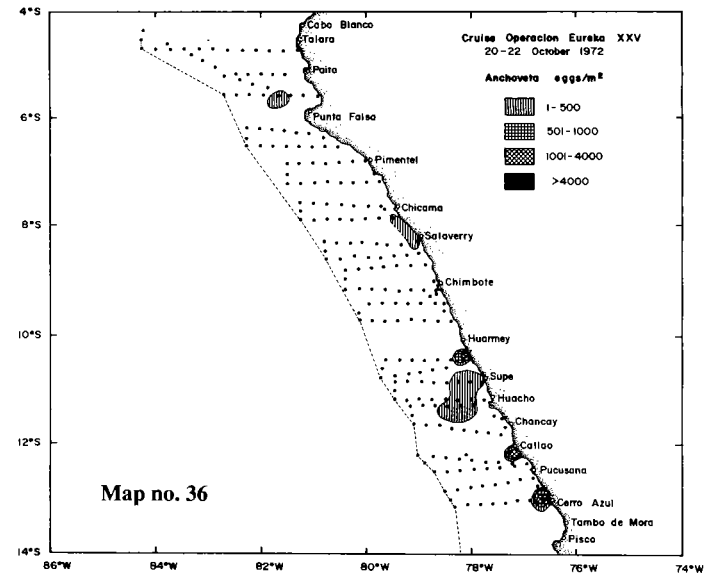 4°S
Cabo Blanco
Talara
Cruise Operacion Eureka XXV
20-22 October 1972
Paita
Anchoveta eggs/m²
1-500
6°S
Punta Falsa
501-1000
1001-4000
Pimentel
>4000
Chicama
8°S
Salaverry
Chimbote
10°S
Huarmey
Supe
Huacho
Chancay
12°S
Callao
Pucusana
Map no. 36
Cerro Azul
Tambo de Mora
Pisco
14°S
86°W
84°W
82°W
80°W
78°W
76°W
74°W